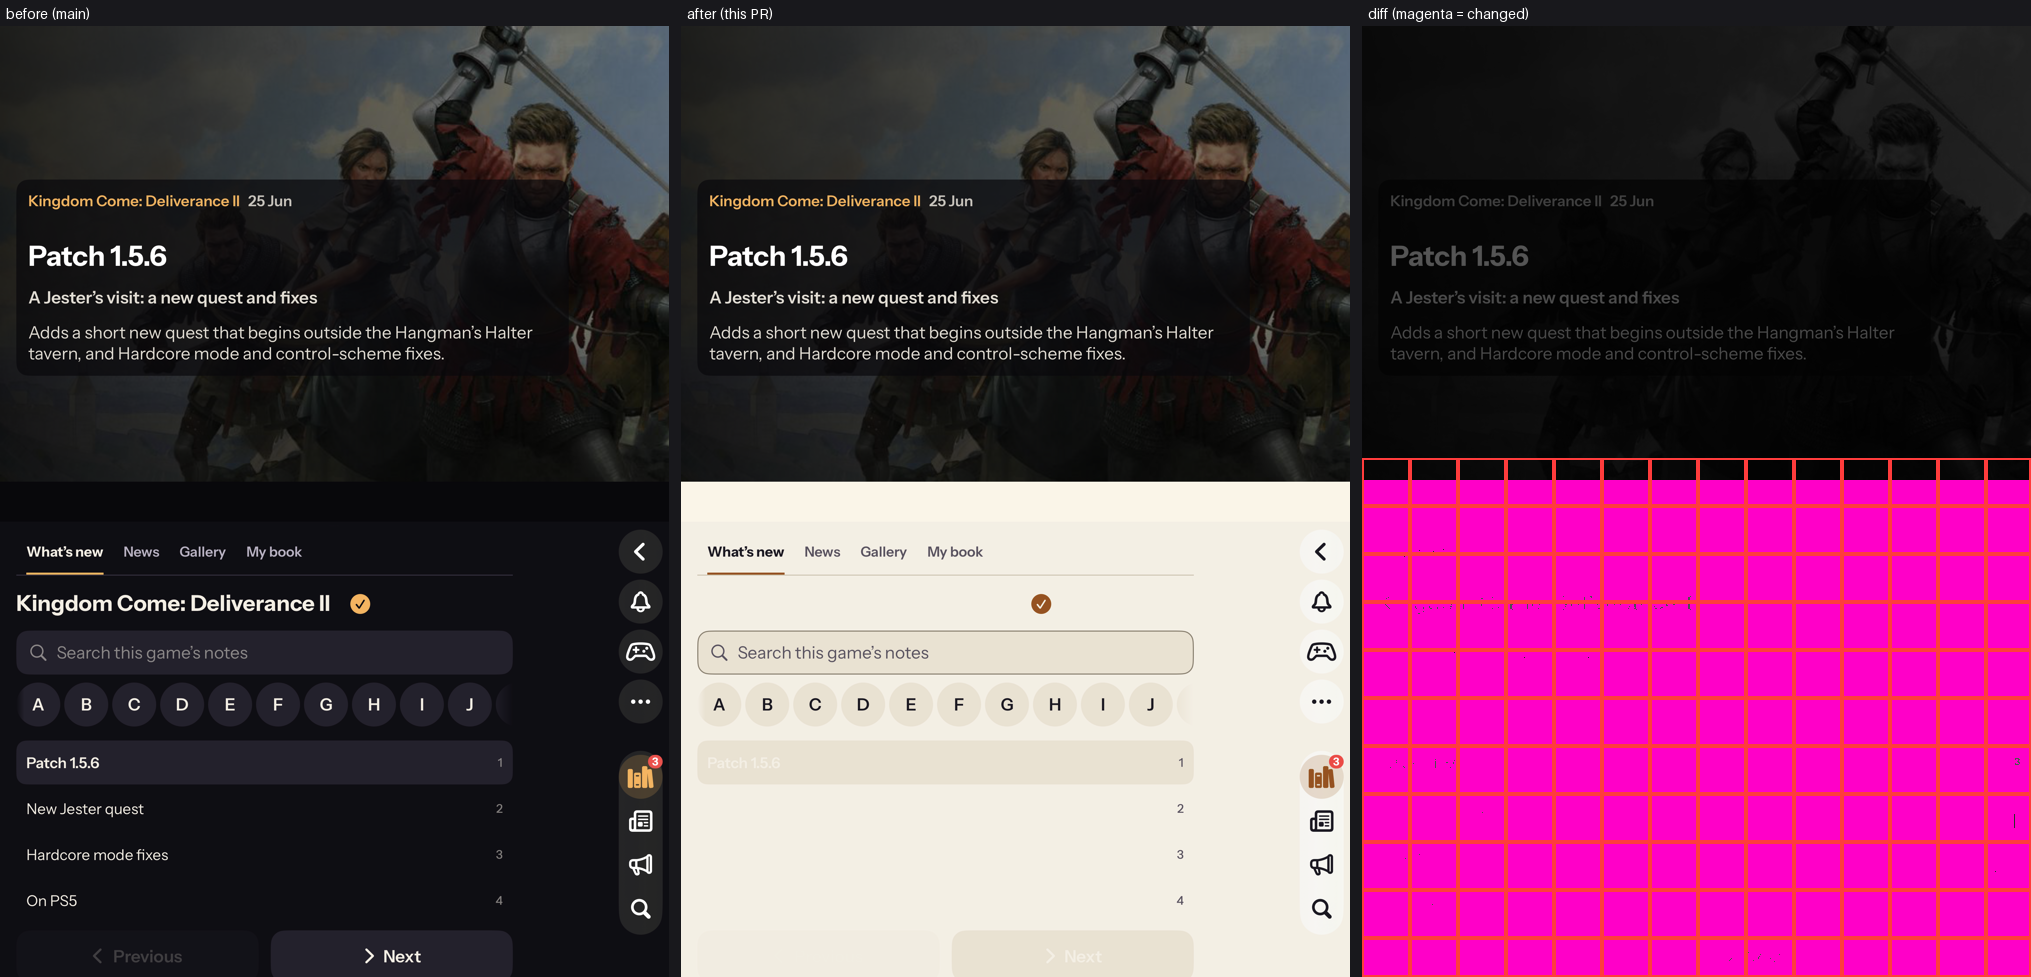 before (main)
after (this PR)
diff (magenta = changed)
Kingdom Come: Deliverance II 25 Jun
Patch 1.5.6
A Jester's visit: a new quest and fixes
Adds a short new quest that begins outside the Hangman's Halter
tavern, and Hardcore mode and control-scheme fixes.
What's new News Gallery My book
Kingdom Come: Deliverance II
Search this game's notes
A B C D E F G H I J
Patch 1.5.6 1
3
New Jester quest 2
Hardcore mode fixes 3
On PS5 4
Previous Next
Kingdom Come: Deliverance II 25 Jun
Patch 1.5.6
A Jester's visit: a new quest and fixes
Adds a short new quest that begins outside the Hangman's Halter
tavern, and Hardcore mode and control-scheme fixes.
What's new News Gallery My book
Search this game's notes
A B C D E F G H I J
Patch 1.5.6 1
3
2
3
4
Next
Kingdom Come: Deliverance II 25 Jun
Patch 1.5.6
A Jester's visit: a new quest and fixes
Adds a short new quest that begins outside the Hangman's Halter
tavern, and Hardcore mode and control-scheme fixes.
3